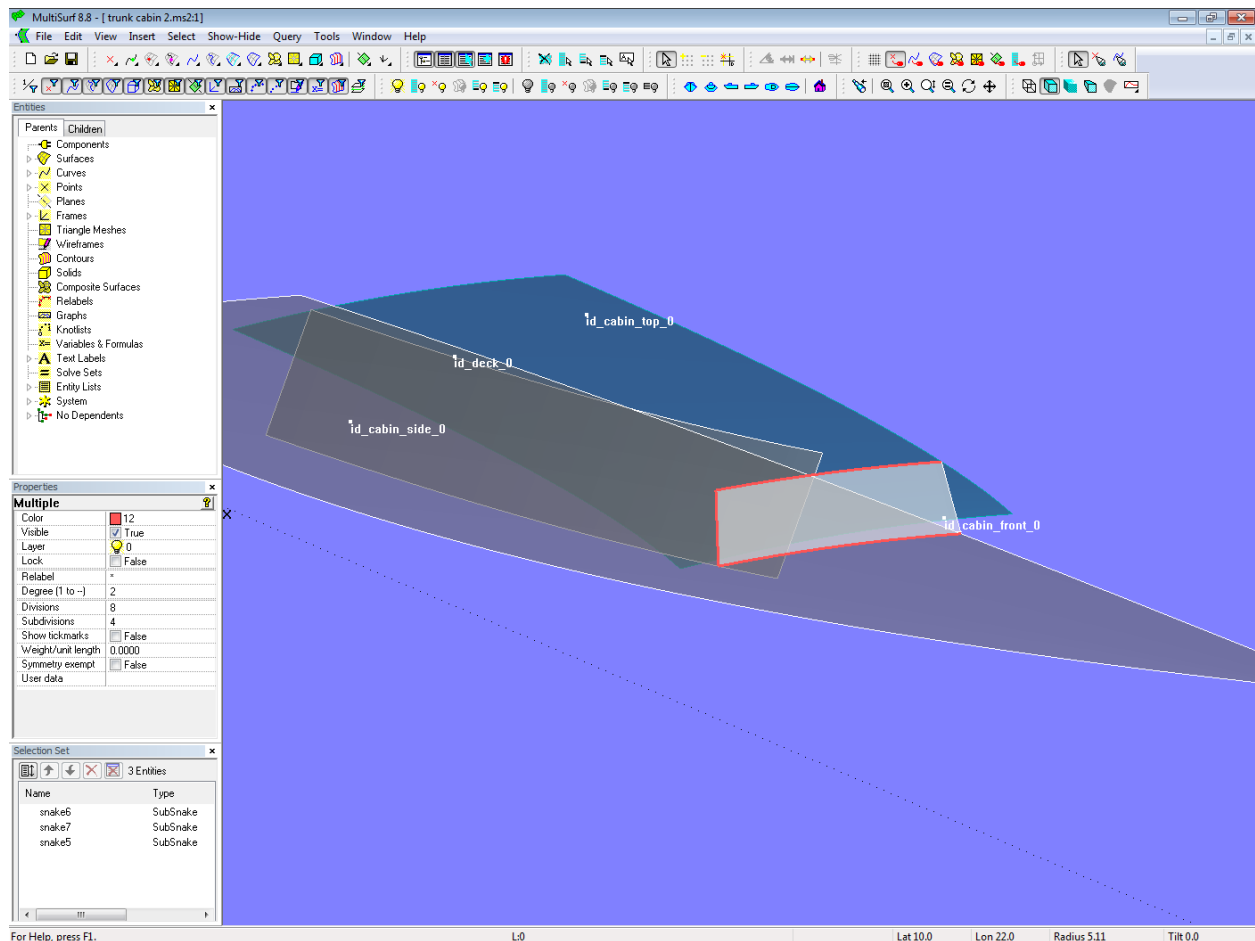 MultiSurf 8.8 - [ trunk cabin 2.ms2:1]
File Edit View Insert Select Show-Hide Query Tools Window Help
Entities
Parents Children
Components
Surfaces
Curves
Points
Planes
Frames
Triangle Meshes
Wireframes
Contours
Solids
Composite Surfaces
Relabels
Graphs
Knotlists
Variables & Formulas
Text Labels
Solve Sets
Entity Lists
System
No Dependents
id_cabin_top_0
id_deck_0
id_cabin_side_0
id_cabin_front_0
Properties
Multiple
Color 12
Visible True
Layer 0
Lock False
Relabel *
Degree (1 to --) 2
Divisions 8
Subdivisions 4
Show tickmarks False
Weight/unit length 0.0000
Symmetry exempt False
User data
Selection Set
3 Entities
Name Type
snake6 SubSnake
snake7 SubSnake
snake5 SubSnake
For Help, press F1. L:0 Lat 10.0 Lon 22.0 Radius 5.11 Tilt 0.0